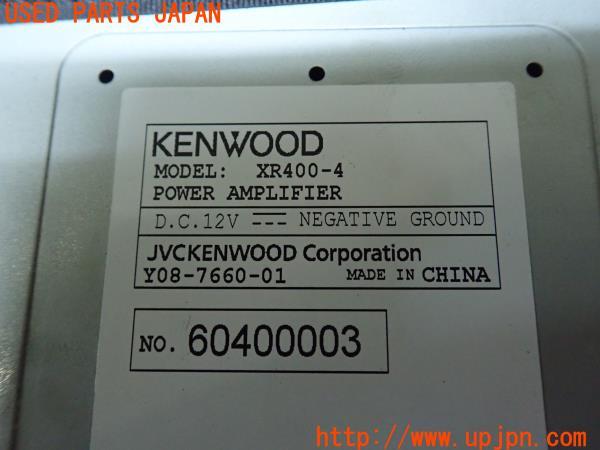 USED PARTS JAPAN
KENWOOD
MODEL: XR400-4
POWER AMPLIFIER
D.C.12V NEGATIVE GROUND
JVCKENWOOD Corporation
Y08-7660-01 MADE IN CHINA
NO. 60400003
(U.P.J)
http://www.upjpn.com/